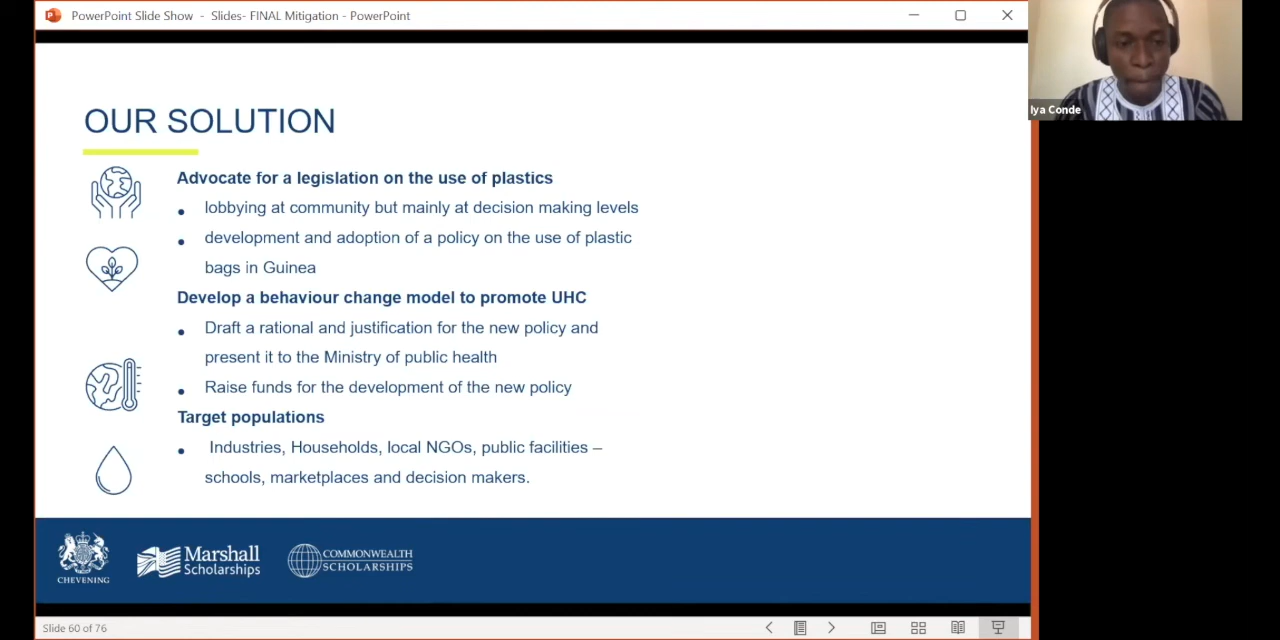 PowerPoint Slide Show - Slides- FINAL Mitigation - PowerPoint
Iya Conde
OUR SOLUTION
Advocate for a legislation on the use of plastics
• lobbying at community but mainly at decision making levels
• development and adoption of a policy on the use of plastic
bags in Guinea
Develop a behaviour change model to promote UHC
• Draft a rational and justification for the new policy and
present it to the Ministry of public health
• Raise funds for the development of the new policy
Target populations
• Industries, Households, local NGOs, public facilities –
schools, marketplaces and decision makers.
CHEVENING
Marshall
Scholarships
COMMONWEALTH
SCHOLARSHIPS
Slide 60 of 76